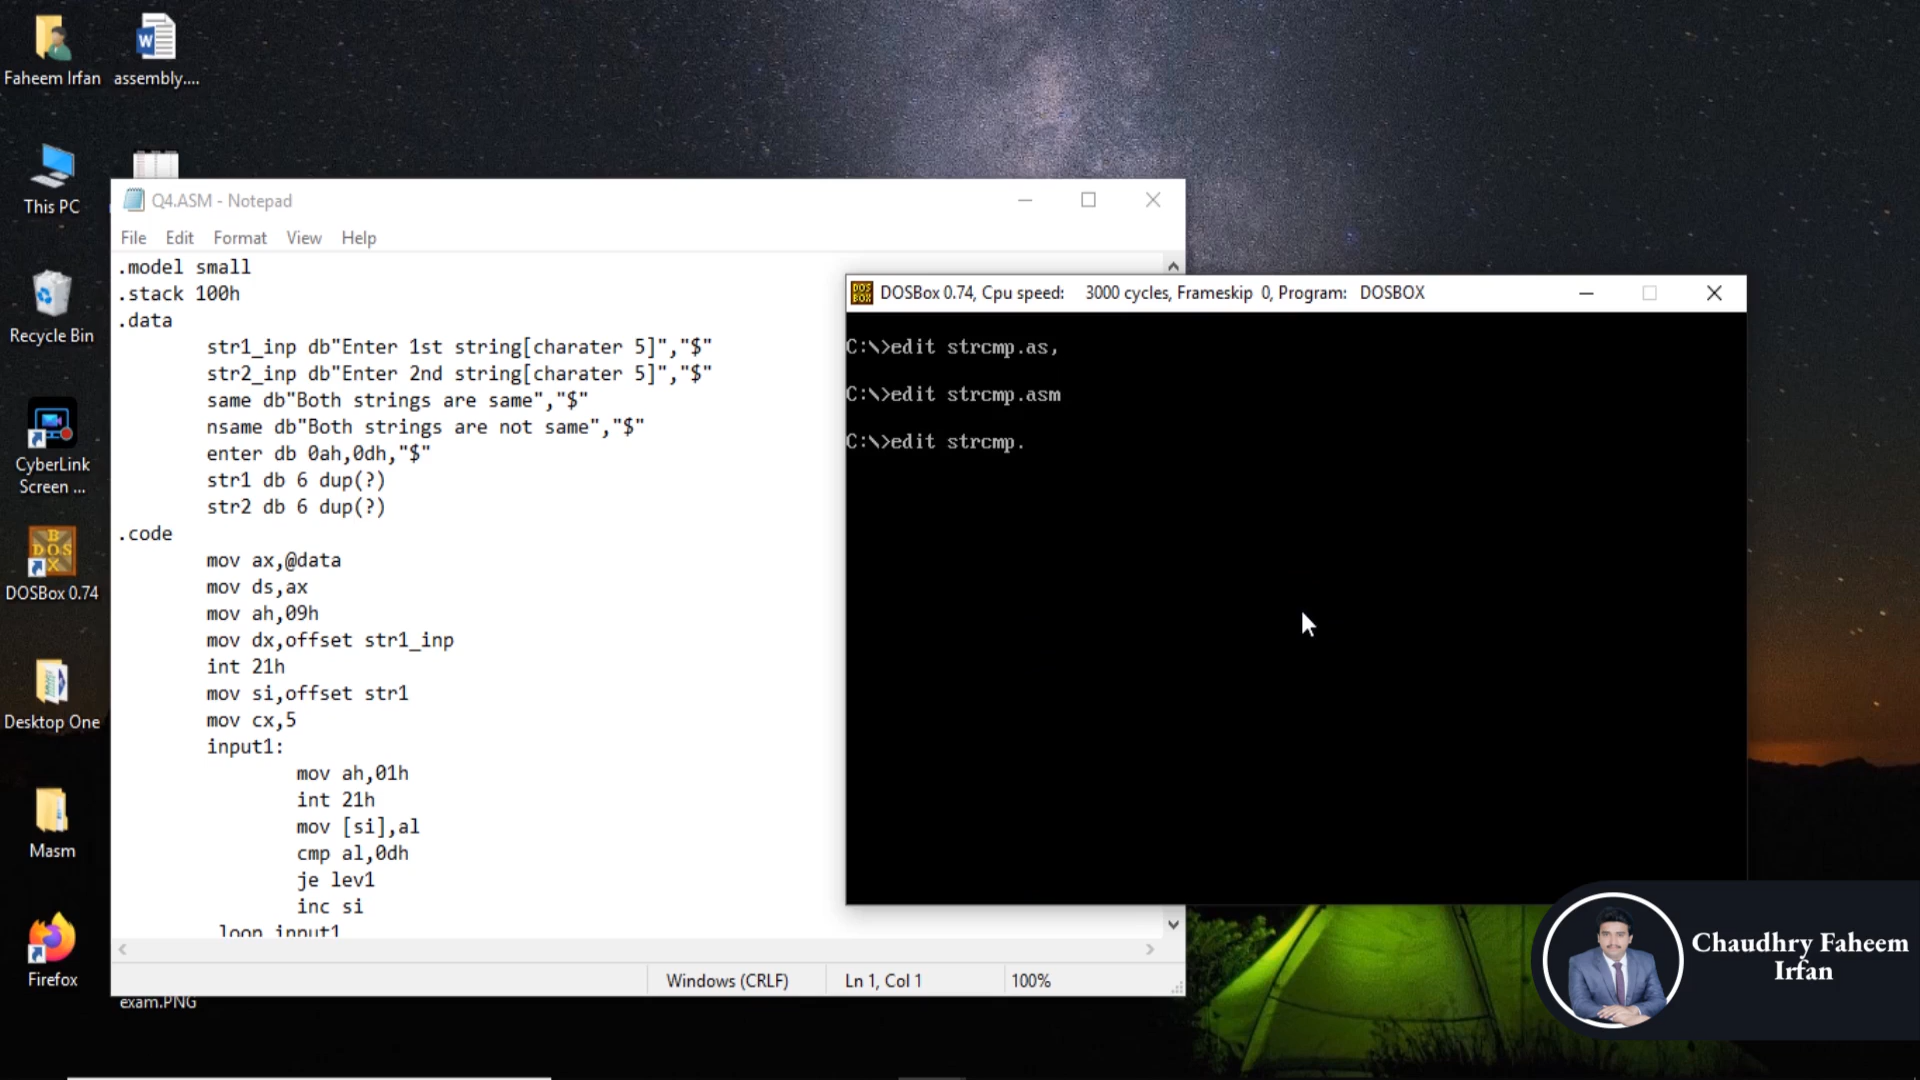 Faheem Irfan
assembly....
This PC
Recycle Bin
CyberLink
Screen ...
DOSBox 0.74
Desktop One
Masm
Firefox
exam.PNG
Q4.ASM - Notepad
File Edit Format View Help
.model small
.stack 100h
.data
str1_inp db"Enter 1st string[charater 5]","$"
str2_inp db"Enter 2nd string[charater 5]","$"
same db"Both strings are same","$"
nsame db"Both strings are not same","$"
enter db 0ah,0dh,"$"
str1 db 6 dup(?)
str2 db 6 dup(?)
.code
mov ax,@data
mov ds,ax
mov ah,09h
mov dx,offset str1_inp
int 21h
mov si,offset str1
mov cx,5
input1:
mov ah,01h
int 21h
mov [si],al
cmp al,0dh
je lev1
inc si
loop input1
Windows (CRLF) Ln 1, Col 1 100%
DOSBox 0.74, Cpu speed: 3000 cycles, Frameskip 0, Program: DOSBOX
C:\>edit strcmp.as,
C:\>edit strcmp.asm
C:\>edit strcmp.
Chaudhry Faheem
Irfan